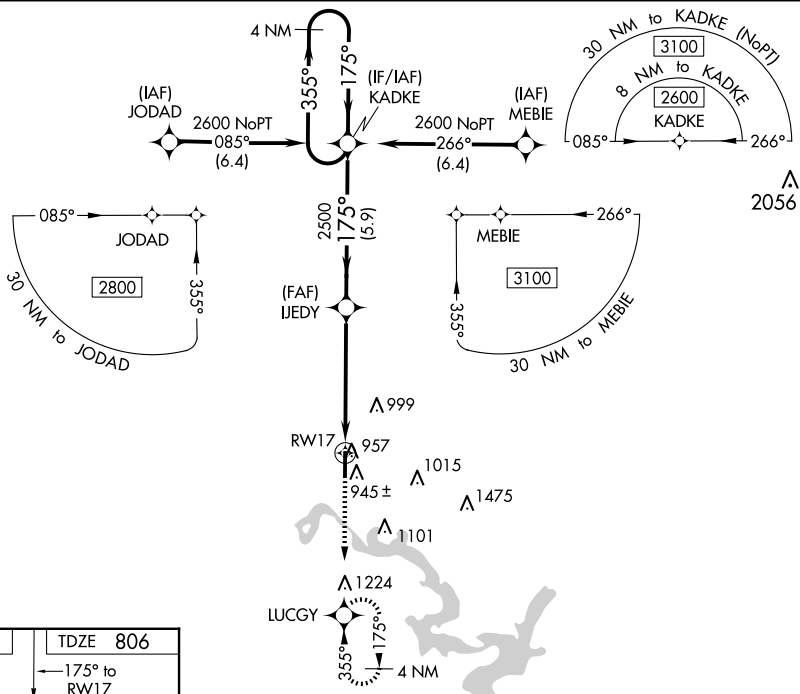 4 NM
355°
175°
(IF/IAF)
KADKE
(IAF)
JODAD
2600 NoPT
085°
(6.4)
2600 NoPT
266°
(6.4)
(IAF)
MEBIE
30 NM to KADKE (NoPT)
3100
8 NM to KADKE
2600
KADKE
085°
266°
2056
2500
175°
(5.9)
085°
JODAD
2800
355°
30 NM to JODAD
266°
MEBIE
3100
355°
30 NM to MEBIE
(FAF)
IJEDY
999
RW17
957
945 ±
1015
1475
1101
1224
LUCGY
355°
175°
4 NM
TDZE 806
175° to
RW17